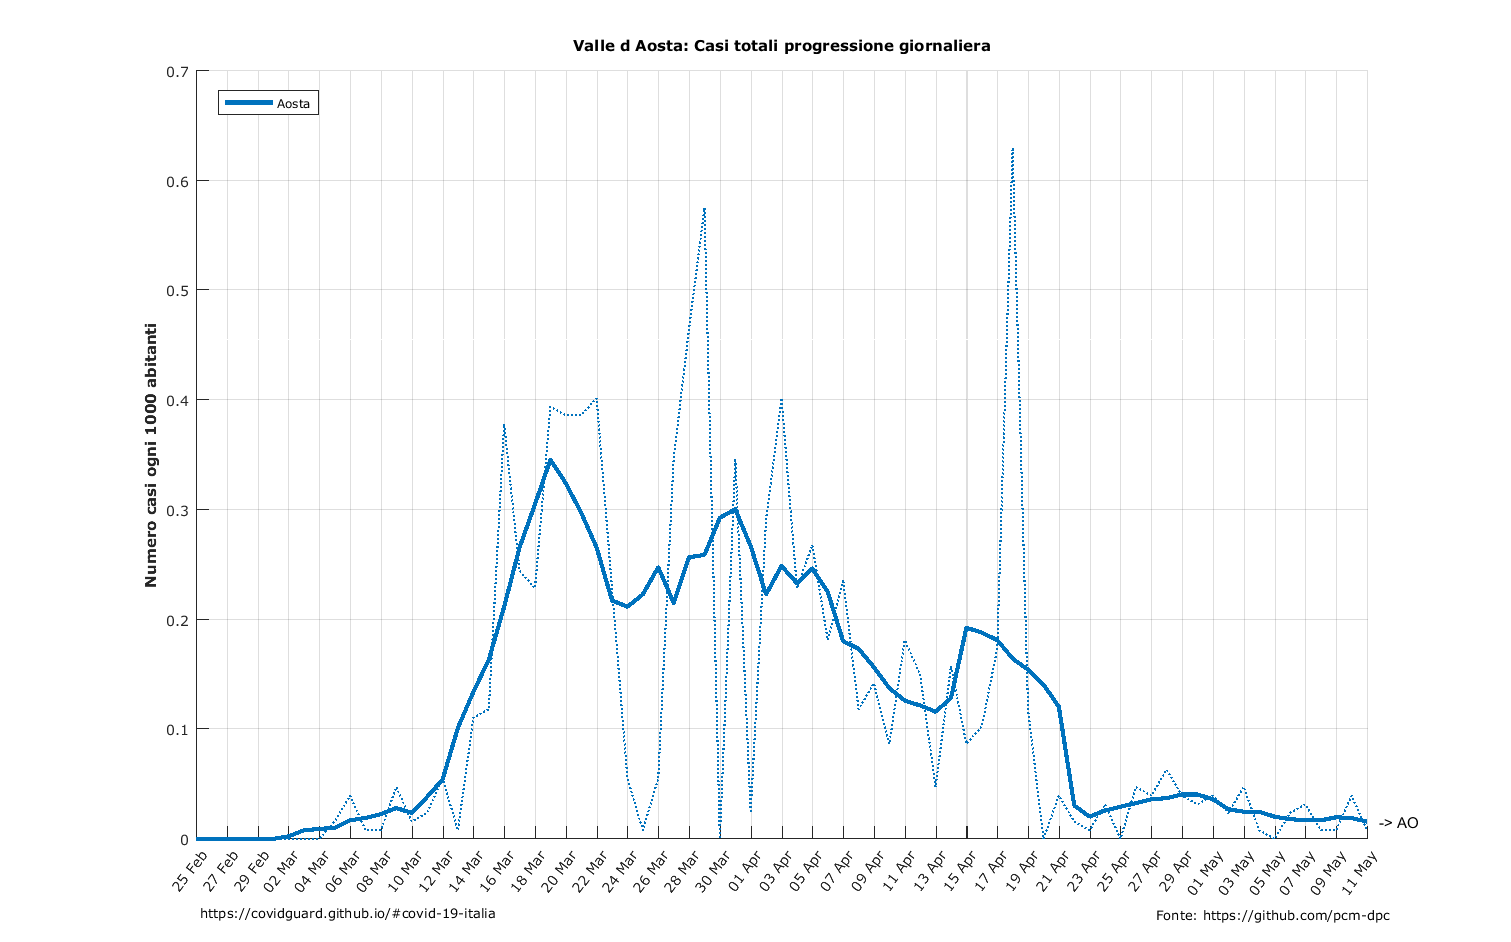 Valle d Aosta: Casi totali progressione giornaliera
Aosta
Numero casi ogni 1000 abitanti
0.7
0.6
0.5
0.4
0.3
0.2
0.1
0
-> AO
25 Feb
27 Feb
29 Feb
02 Mar
04 Mar
06 Mar
08 Mar
10 Mar
12 Mar
14 Mar
16 Mar
18 Mar
20 Mar
22 Mar
24 Mar
26 Mar
28 Mar
30 Mar
01 Apr
03 Apr
05 Apr
07 Apr
09 Apr
11 Apr
13 Apr
15 Apr
17 Apr
19 Apr
21 Apr
23 Apr
25 Apr
27 Apr
29 Apr
01 May
03 May
05 May
07 May
09 May
11 May
https://covidguard.github.io/#covid-19-italia
Fonte: https://github.com/pcm-dpc